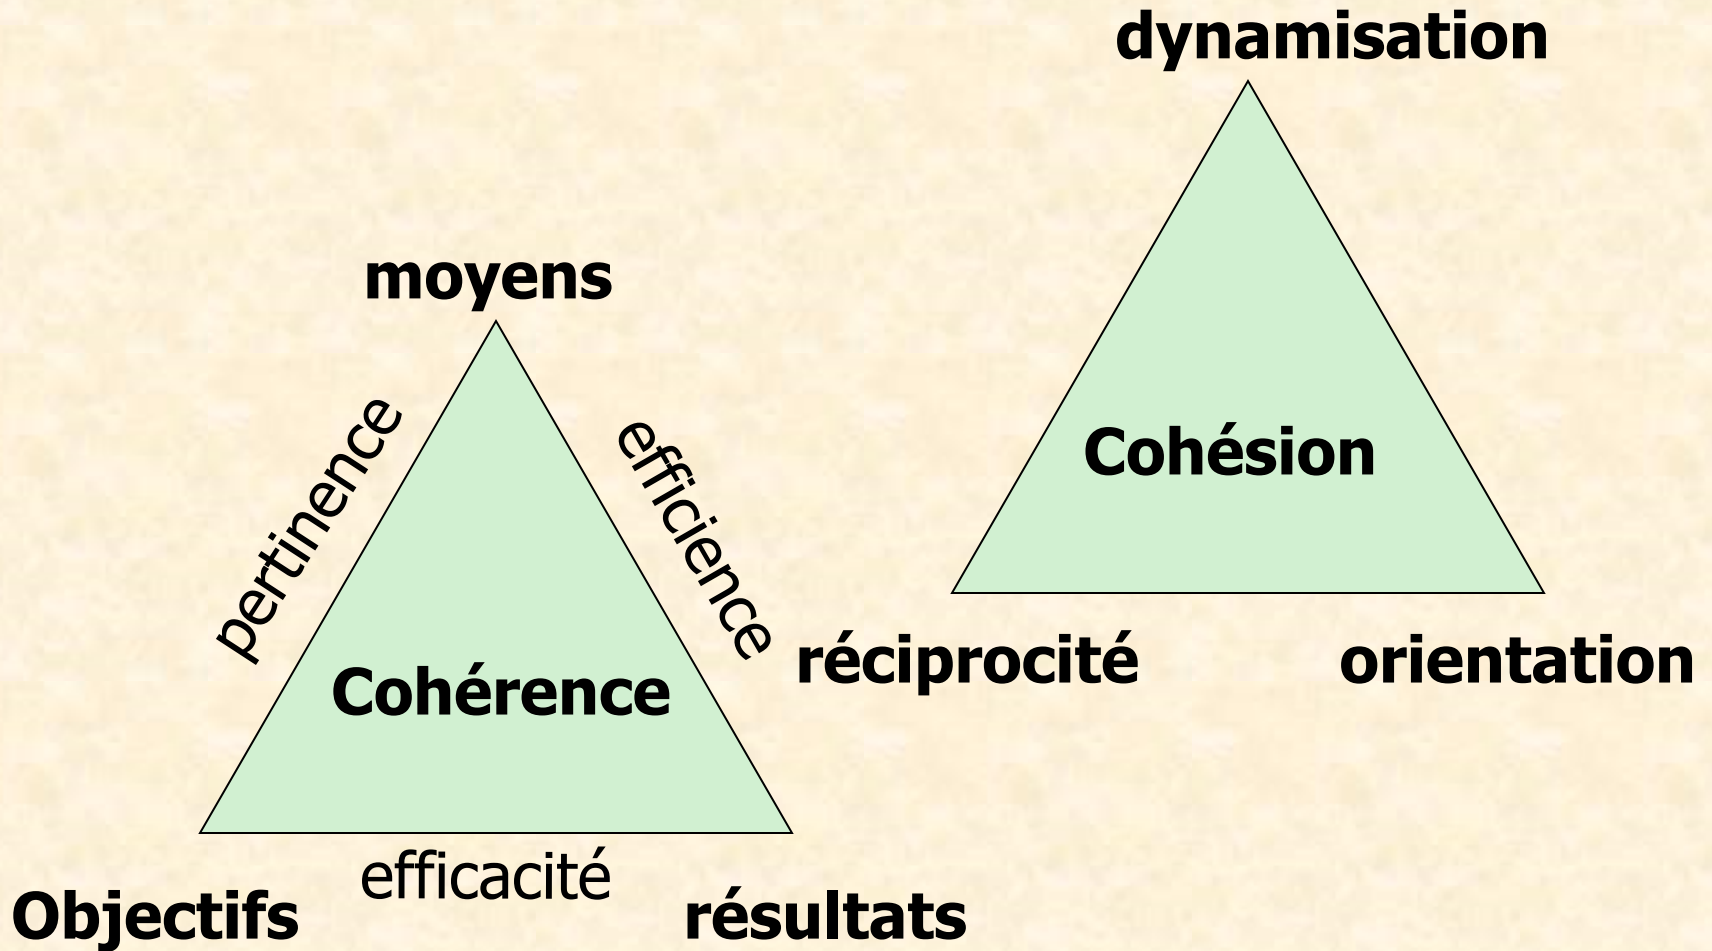 dynamisation
moyens
pertinence
efficience
Cohésion
réciprocité
orientation
Cohérence
efficacité
Objectifs
résultats